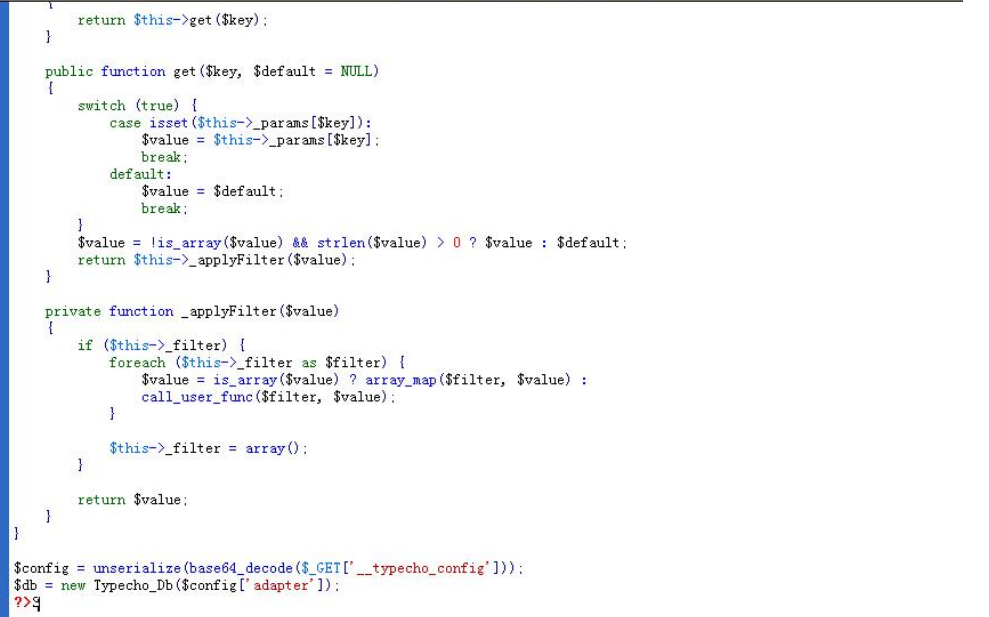 {
        return $this->get($key);
    }

    public function get($key, $default = NULL)
    {
        switch (true) {
            case isset($this->_params[$key]):
                $value = $this->_params[$key];
                break;
            default:
                $value = $default;
                break;
        }
        $value = !is_array($value) && strlen($value) > 0 ? $value : $default;
        return $this->_applyFilter($value);
    }

    private function _applyFilter($value)
    {
        if ($this->_filter) {
            foreach ($this->_filter as $filter) {
                $value = is_array($value) ? array_map($filter, $value) :
                call_user_func($filter, $value);
            }

            $this->_filter = array();
        }

        return $value;
    }
}

$config = unserialize(base64_decode($_GET['__typecho_config']));
$db = new Typecho_Db($config['adapter']);
?>